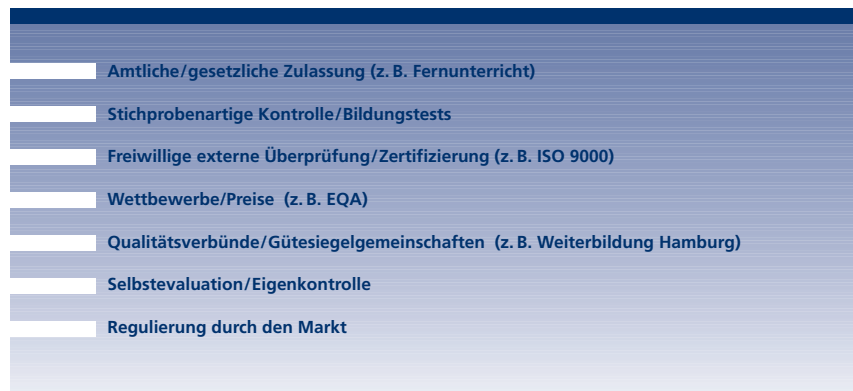 Amtliche/gesetzliche Zulassung (z. B. Fernunterricht)
Stichprobenartige Kontrolle/Bildungstests
Freiwillige externe Überprüfung/Zertifizierung (z. B. ISO 9000)
Wettbewerbe/Preise (z. B. EQA)
Qualitätsverbünde/Gütesiegelgemeinschaften (z. B. Weiterbildung Hamburg)
Selbstevaluation/Eigenkontrolle
Regulierung durch den Markt